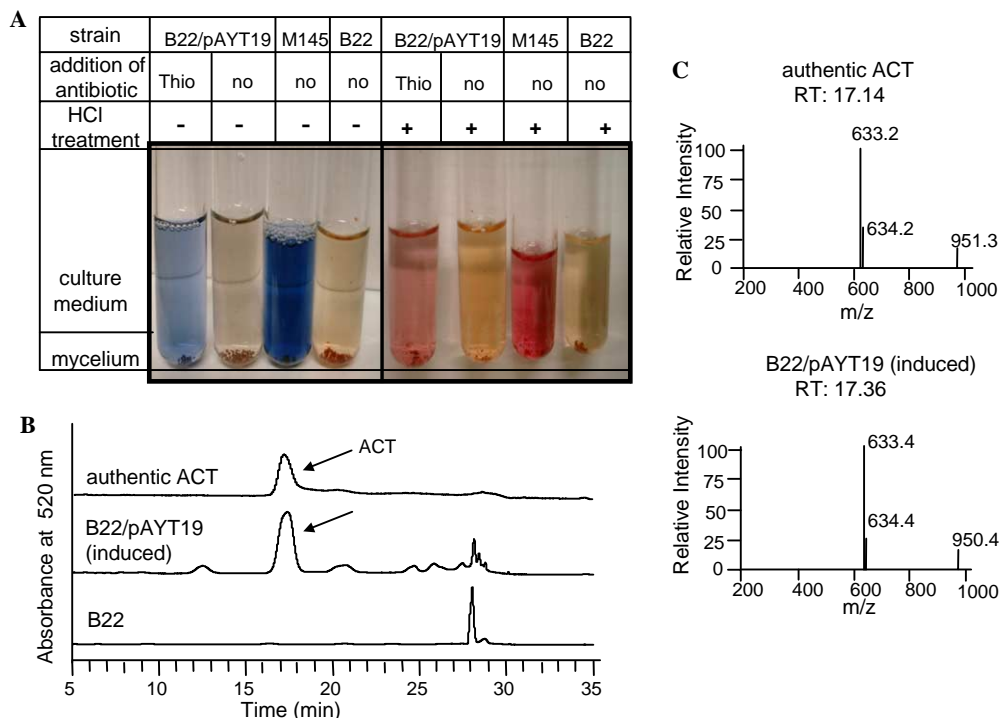 A
strain B22/pAYT19 M145 B22 B22/pAYT19 M145 B22
addition of antibiotic Thio no no no Thio no no no
HCl treatment - - - - + + + +
culture medium
mycelium
B
Absorbance at 520 nm
authentic ACT
ACT
B22/pAYT19
(induced)
B22
5 10 15 20 25 30 35
Time (min)
C
authentic ACT
RT: 17.14
Relative Intensity
633.2
100
75
50
634.2
25
951.3
0
200 400 600 800 1000
m/z
B22/pAYT19 (induced)
RT: 17.36
Relative Intensity
633.4
100
75
50
634.4
25
950.4
0
200 400 600 800 1000
m/z